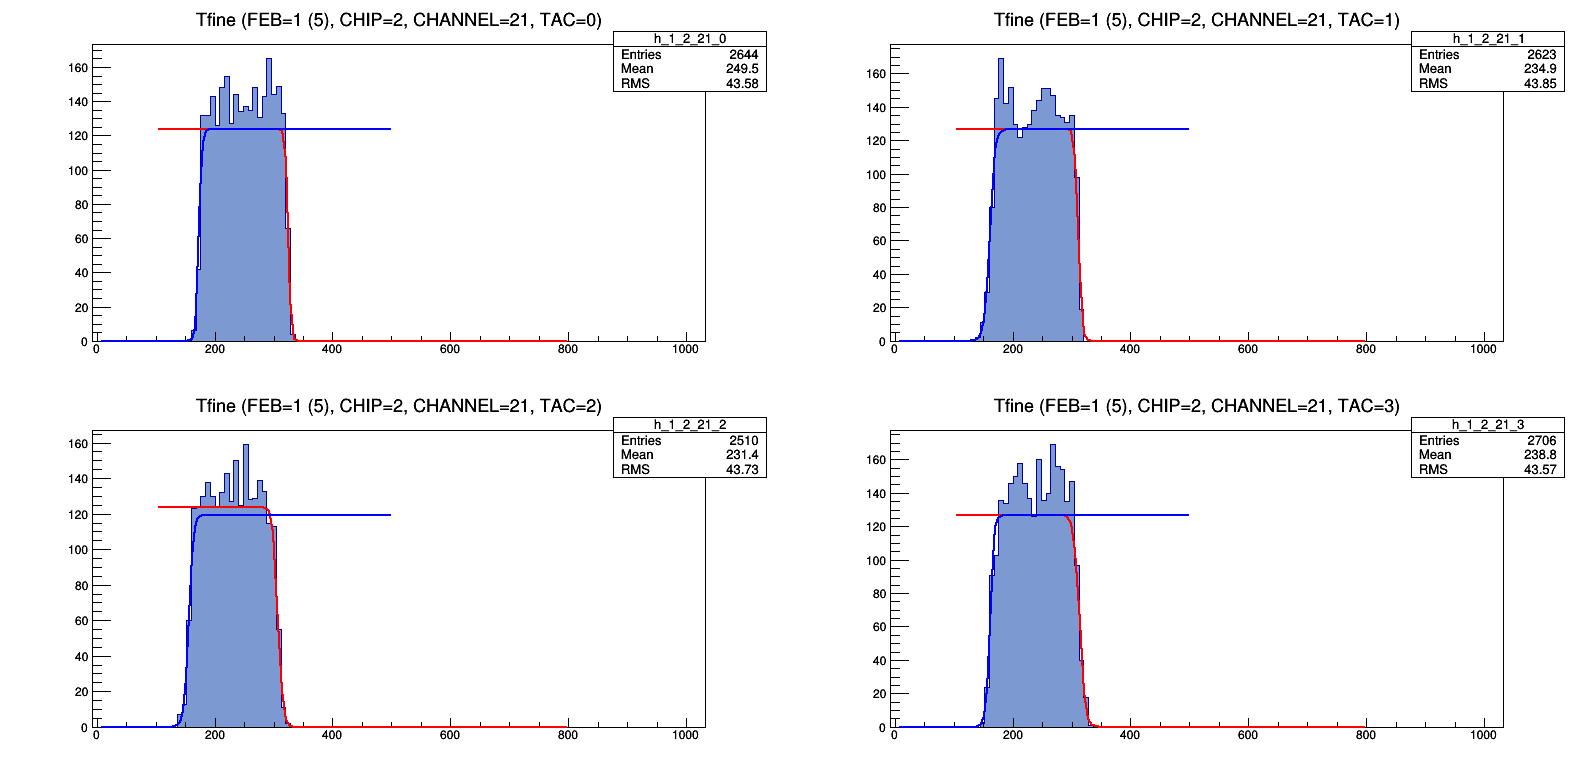 Tfine (FEB=1 (5), CHIP=2, CHANNEL=21, TAC=0)
h_1_2_21_0
Entries 2644
Mean 249.5
RMS 43.58
160
140
120
100
80
60
40
20
0
0 200 400 600 800 1000
Tfine (FEB=1 (5), CHIP=2, CHANNEL=21, TAC=1)
h_1_2_21_1
Entries 2623
Mean 234.9
RMS 43.85
160
140
120
100
80
60
40
20
0
0 200 400 600 800 1000
Tfine (FEB=1 (5), CHIP=2, CHANNEL=21, TAC=2)
h_1_2_21_2
Entries 2510
Mean 231.4
RMS 43.73
160
140
120
100
80
60
40
20
0
0 200 400 600 800 1000
Tfine (FEB=1 (5), CHIP=2, CHANNEL=21, TAC=3)
h_1_2_21_3
Entries 2706
Mean 238.8
RMS 43.57
160
140
120
100
80
60
40
20
0
0 200 400 600 800 1000